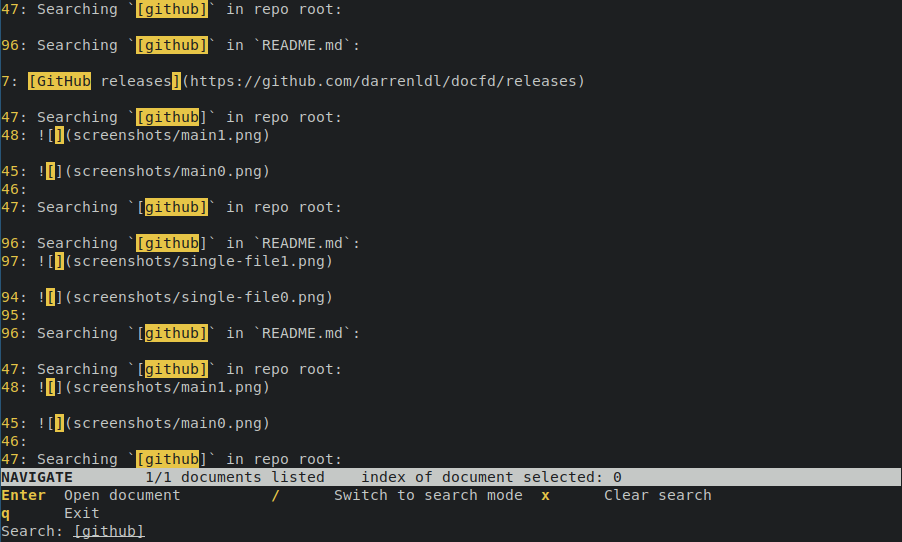 47: Searching `[github]` in repo root:
96: Searching `[github]` in `README.md`:
7: [GitHub releases](https://github.com/darrenldl/docfd/releases)
47: Searching `[github]` in repo root:
48: ![](screenshots/main1.png)
45: ![](screenshots/main0.png)
46:
47: Searching `[github]` in repo root:
96: Searching `[github]` in `README.md`:
97: ![](screenshots/single-file1.png)
94: ![](screenshots/single-file0.png)
95:
96: Searching `[github]` in `README.md`:
47: Searching `[github]` in repo root:
48: ![](screenshots/main1.png)
45: ![](screenshots/main0.png)
46:
47: Searching `[github]` in repo root:
NAVIGATE 1/1 documents listed index of document selected: 0
Enter Open document / Switch to search mode x Clear search
q Exit
Search: [github]